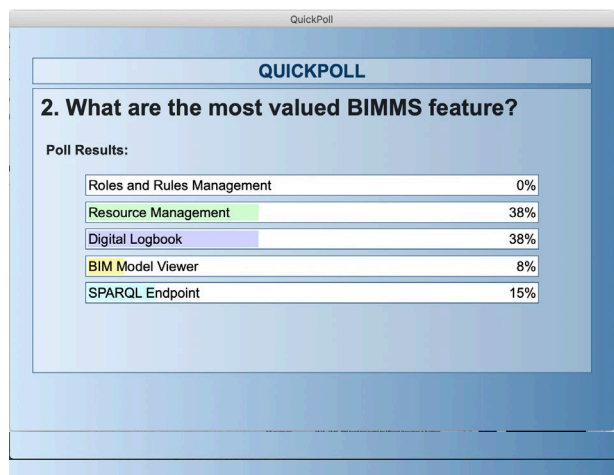 QuickPoll
QUICKPOLL
2. What are the most valued BIMMS feature?
Poll Results:
Roles and Rules Management 0%
Resource Management 38%
Digital Logbook 38%
BIM Model Viewer 8%
SPARQL Endpoint 15%